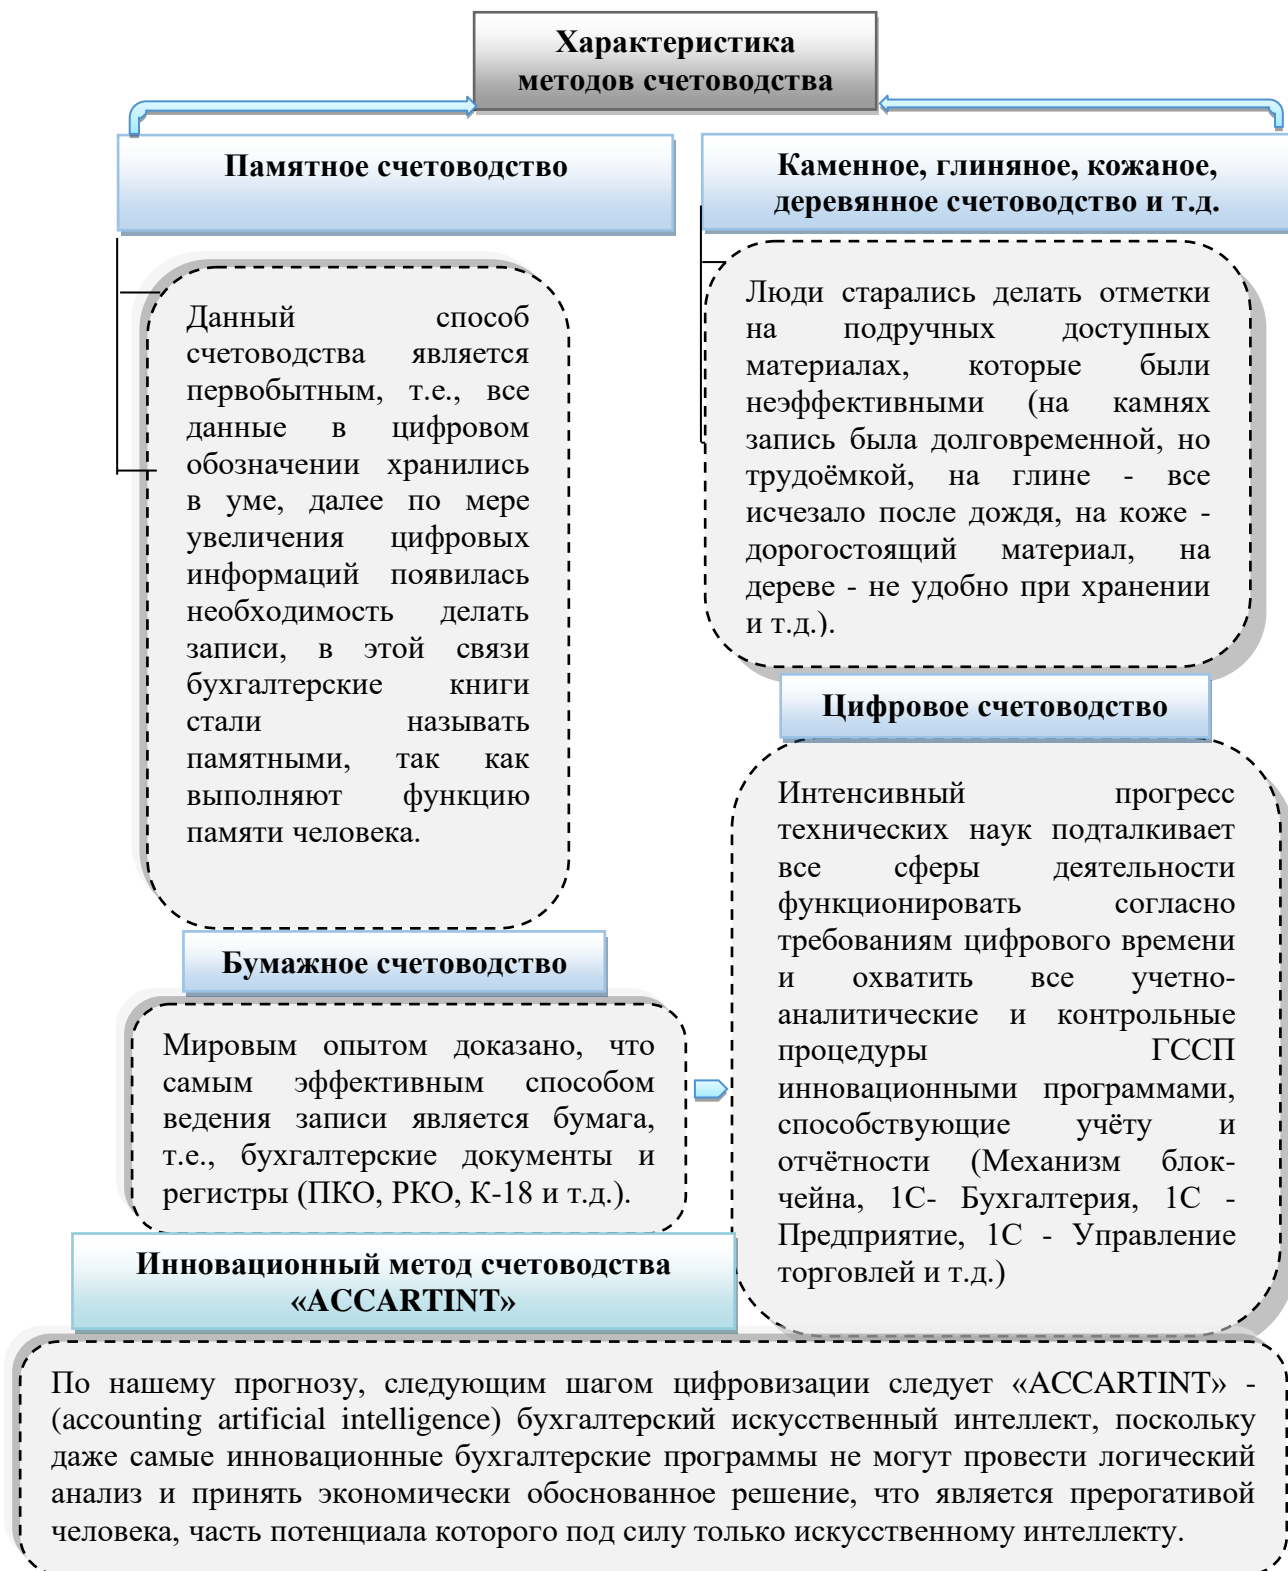 Характеристика
методов счетоводства
Памятное счетоводство
Данный способ
счетоводства является
первобытным, т.е., все
данные в цифровом
обозначении хранились
в уме, далее по мере
увеличения цифровых
информаций появилась
необходимость делать
записи, в этой связи
бухгалтерские книги
стали называть
памятными, так как
выполняют функцию
памяти человека.
Каменное, глиняное, кожаное,
деревянное счетоводство и т.д.
Люди старались делать отметки
на подручных доступных
материалах, которые были
неэффективными (на камнях
запись была долговременной, но
трудоёмкой, на глине - все
исчезало после дождя, на коже -
дорогостоящий материал, на
дереве - не удобно при хранении
и т.д.).
Бумажное счетоводство
Мировым опытом доказано, что
самым эффективным способом
ведения записи является бумага,
т.е., бухгалтерские документы и
регистры (ПКО, РКО, К-18 и т.д.).
Цифровое счетоводство
Интенсивный прогресс
технических наук подталкивает
все сферы деятельности
функционировать согласно
требованиям цифрового времени
и охватить все учетно-
аналитические и контрольные
процедуры ГССП
инновационными программами,
способствующие учёту и
отчётности (Механизм блок-
чейна, 1С- Бухгалтерия, 1С -
Предприятие, 1С - Управление
торговлей и т.д.)
Инновационный метод счетоводства
«ACCARTINT»
По нашему прогнозу, следующим шагом цифровизации следует «ACCARTINT» -
(accounting artificial intelligence) бухгалтерский искусственный интеллект, поскольку
даже самые инновационные бухгалтерские программы не могут провести логический
анализ и принять экономически обоснованное решение, что является прерогативой
человека, часть потенциала которого под силу только искусственному интеллекту.